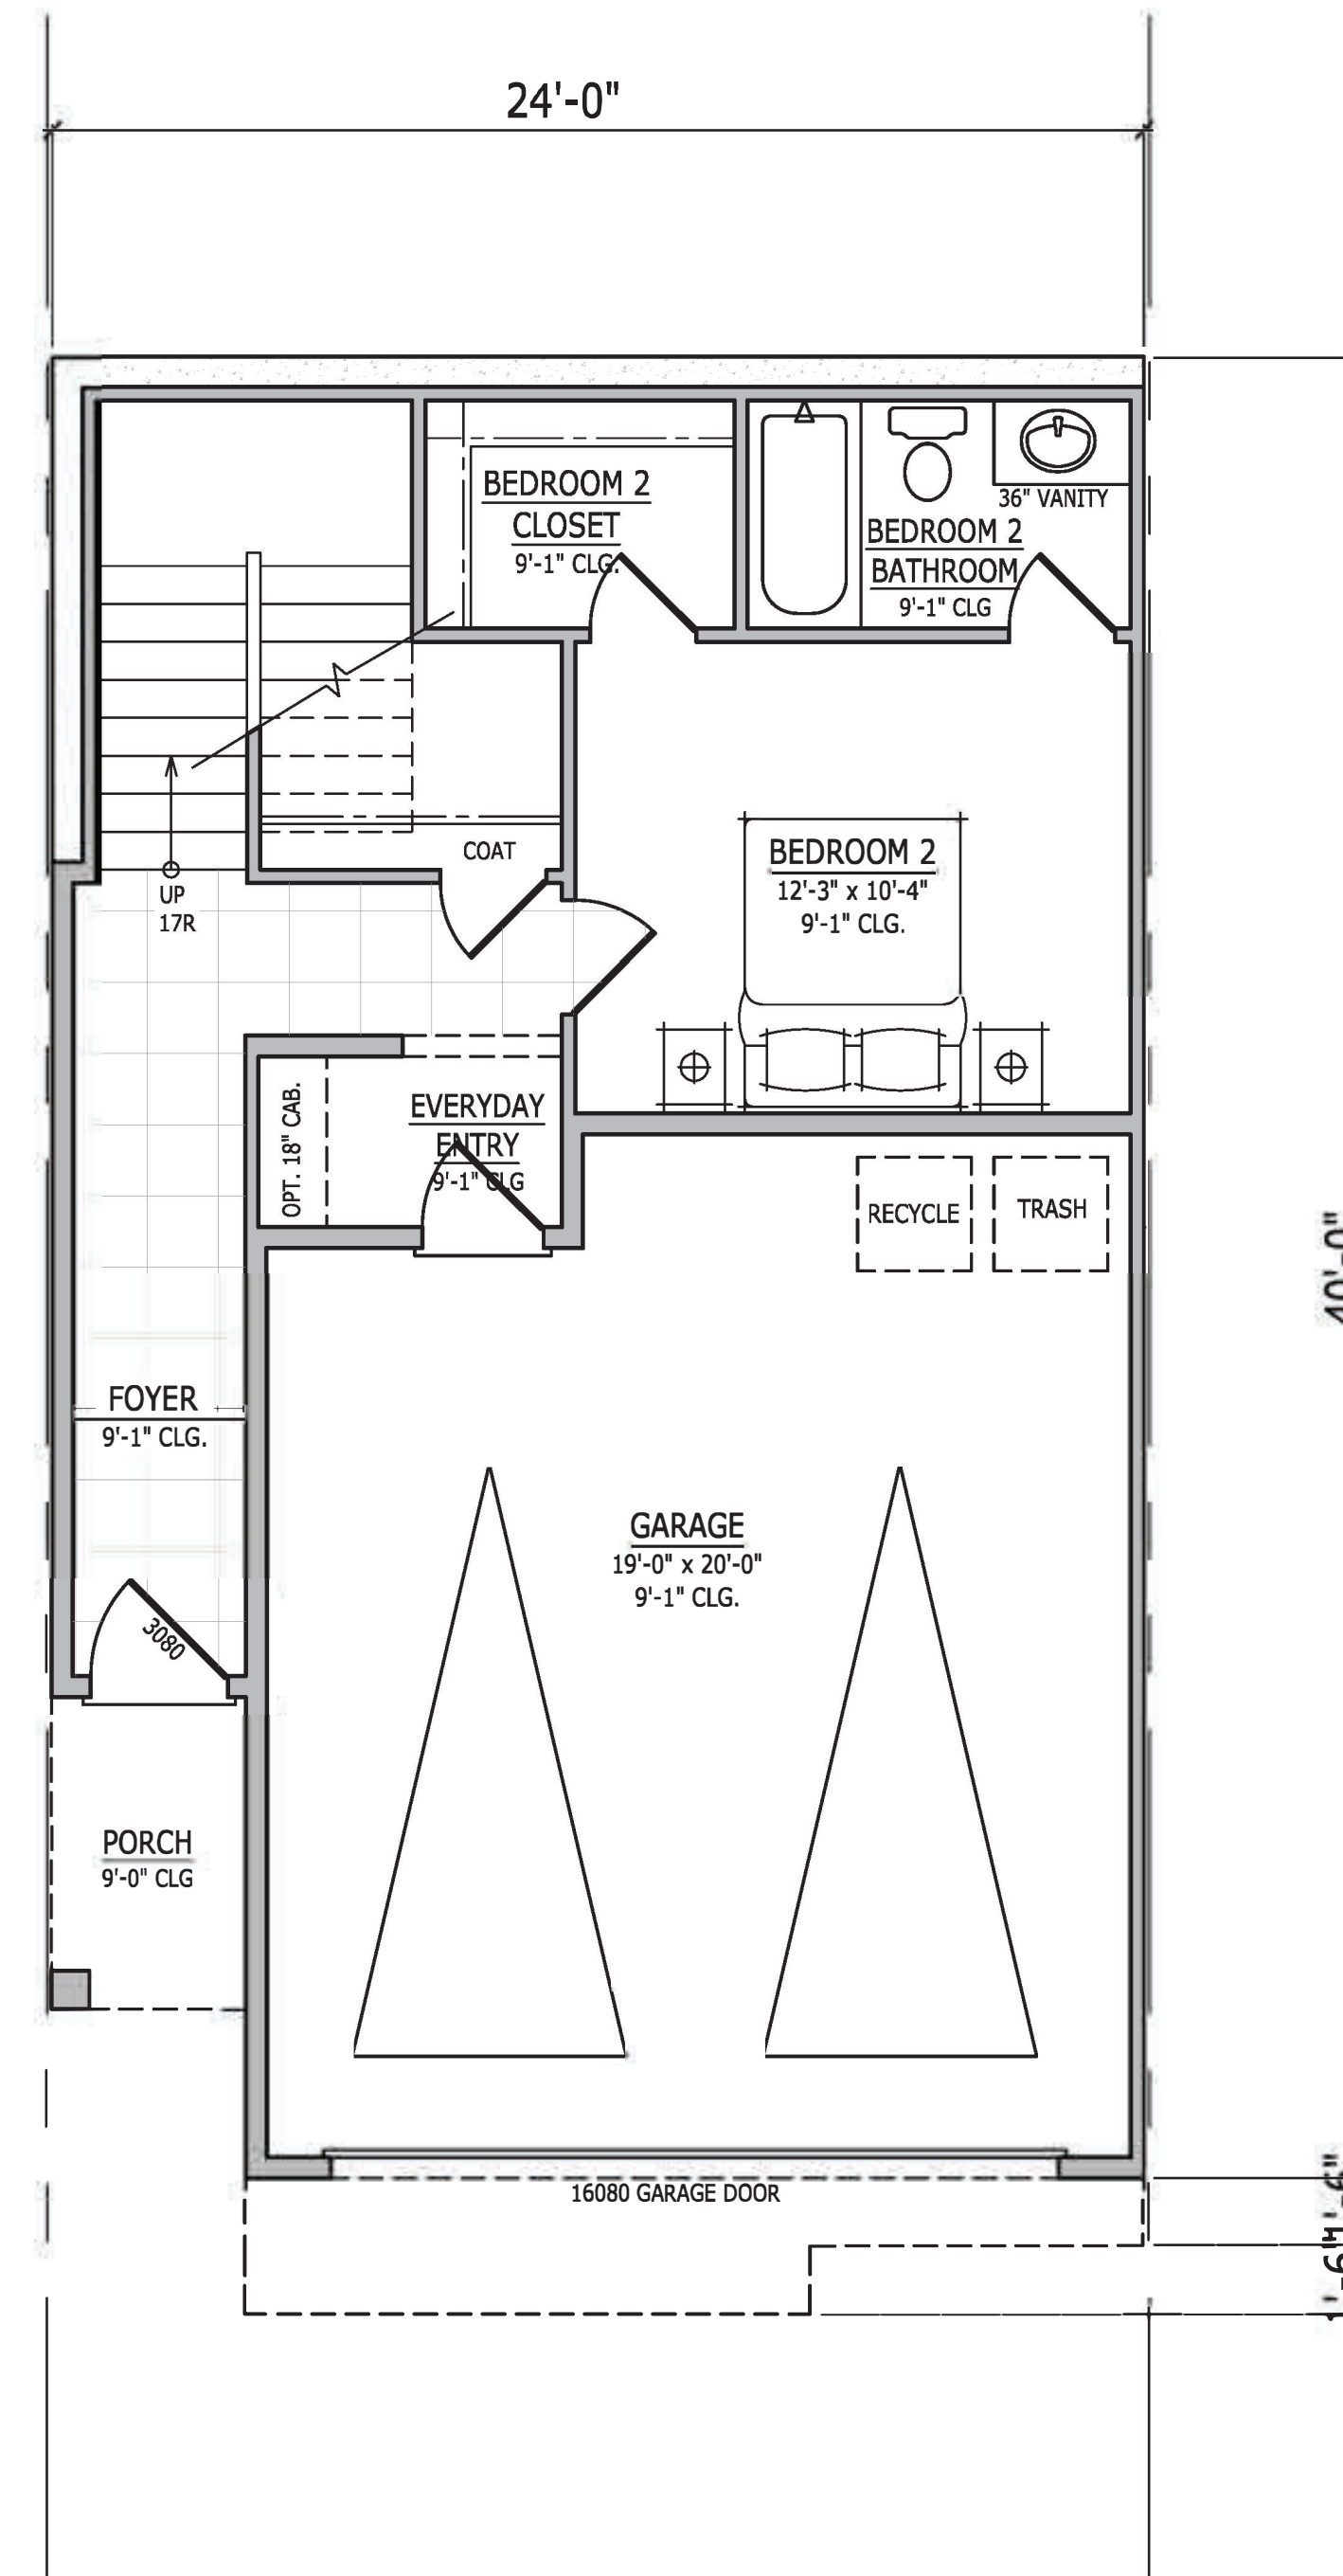 24'-0"
BEDROOM 2
CLOSET
9'-1" CLG.
36" VANITY
BEDROOM 2
BATHROOM
9'-1" CLG
COAT
BEDROOM 2
12'-3" x 10'-4"
9'-1" CLG.
UP
17R
OPT. 18" CAB.
EVERYDAY
ENTRY
9'-1" CLG
RECYCLE
TRASH
40'-0"
FOYER
9'-1" CLG.
GARAGE
19'-0" x 20'-0"
9'-1" CLG.
3080
PORCH
9'-0" CLG
16080 GARAGE DOOR